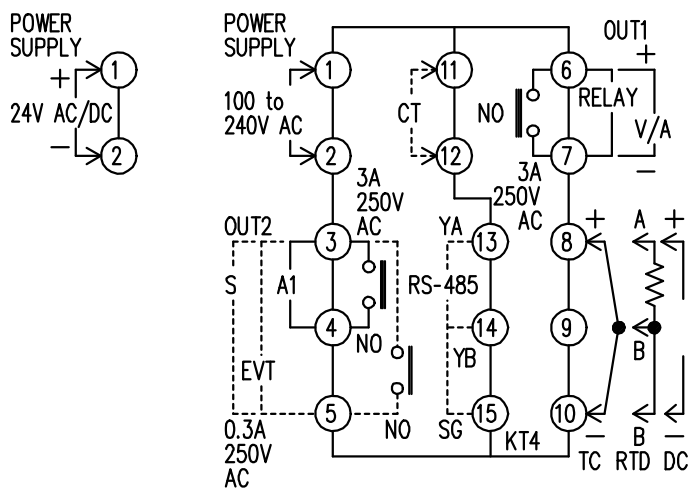 POWER
SUPPLY
+
1
24V AC/DC
−
2
POWER
SUPPLY
1
100 to
240V AC
2
11
CT
12
OUT1
6
+
NO
RELAY
V/A
7
−
3A
250V
AC
3A
250V
AC
OUT2
3
S
A1
4
NO
EVT
5
NO
0.3A
250V
AC
YA
13
RS-485
14
YB
15
SG
KT4
8
+
A
+
9
B
10
−
B
−
TC
RTD
DC